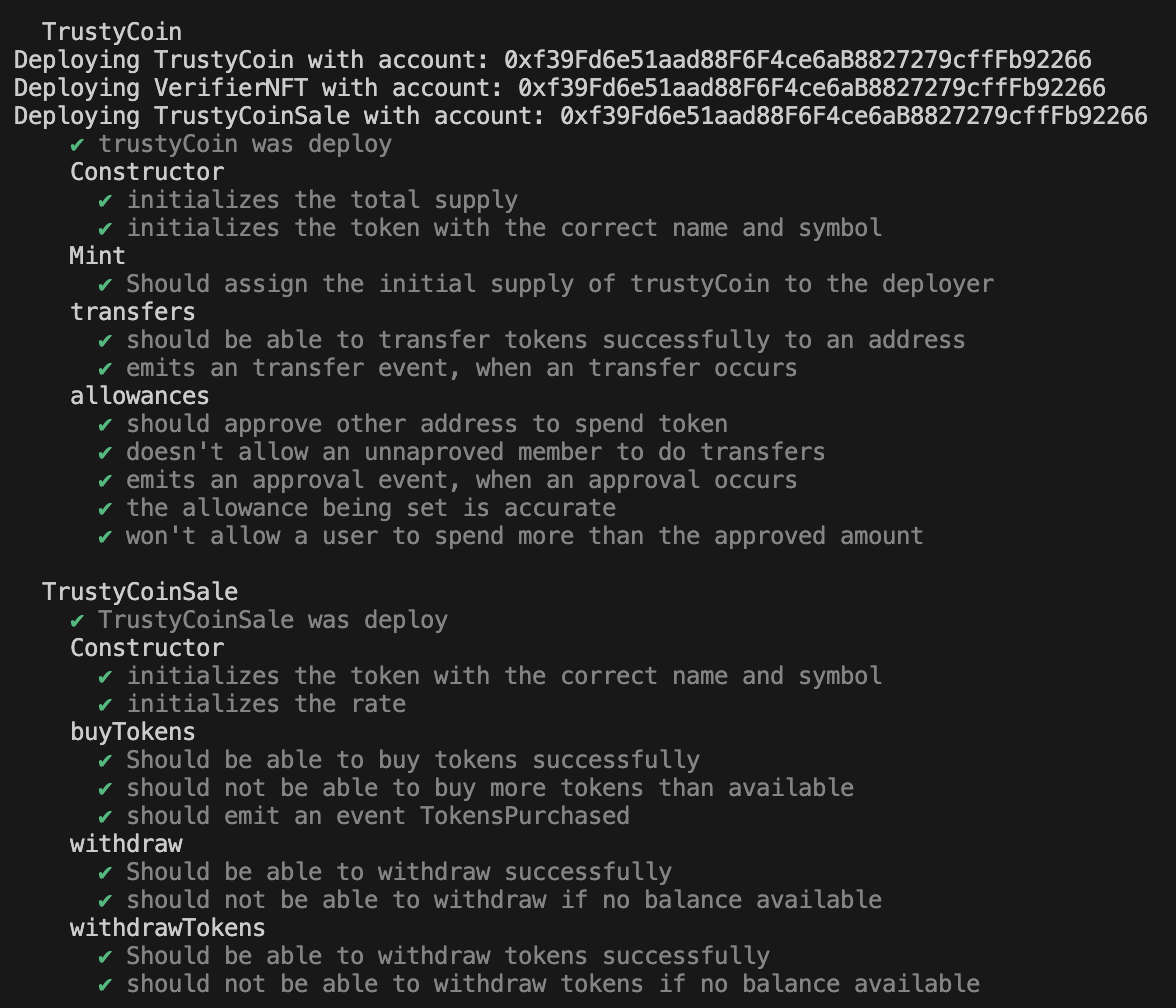 TrustyCoin
Deploying TrustyCoin with account: 0xf39Fd6e51aad88F6F4ce6aB8827279cffFb92266
Deploying VerifierNFT with account: 0xf39Fd6e51aad88F6F4ce6aB8827279cffFb92266
Deploying TrustyCoinSale with account: 0xf39Fd6e51aad88F6F4ce6aB8827279cffFb92266
✔ trustyCoin was deploy
Constructor
✔ initializes the total supply
✔ initializes the token with the correct name and symbol
Mint
✔ Should assign the initial supply of trustyCoin to the deployer
transfers
✔ should be able to transfer tokens successfully to an address
✔ emits an transfer event, when an transfer occurs
allowances
✔ should approve other address to spend token
✔ doesn't allow an unnaproved member to do transfers
✔ emits an approval event, when an approval occurs
✔ the allowance being set is accurate
✔ won't allow a user to spend more than the approved amount
TrustyCoinSale
✔ TrustyCoinSale was deploy
Constructor
✔ initializes the token with the correct name and symbol
✔ initializes the rate
buyTokens
✔ Should be able to buy tokens successfully
✔ should not be able to buy more tokens than available
✔ should emit an event TokensPurchased
withdraw
✔ Should be able to withdraw successfully
✔ should not be able to withdraw if no balance available
withdrawTokens
✔ Should be able to withdraw tokens successfully
✔ should not be able to withdraw tokens if no balance available